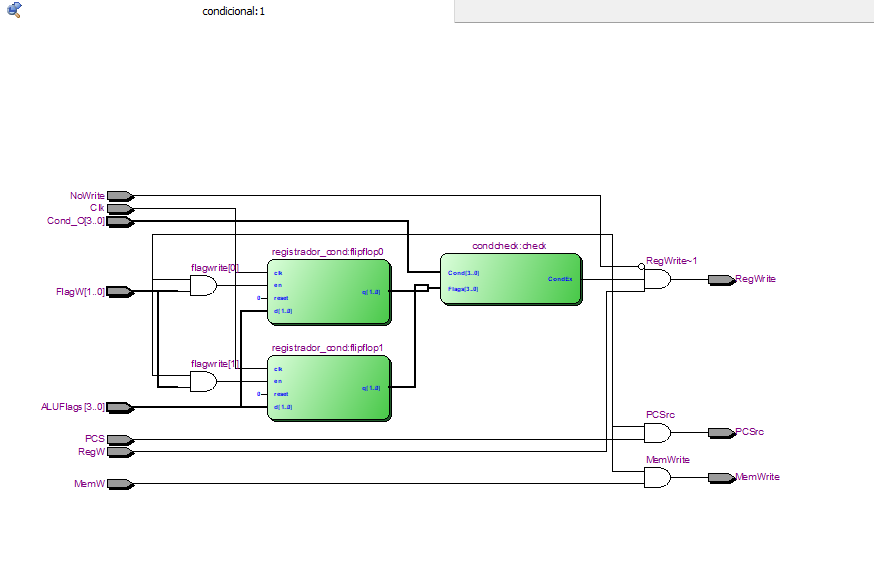 condicional:1
NoWrite
Clk
Cond_O[3..0]
FlagW[1..0]
ALUFlags[3..0]
PCS
RegW
MemW
flagwrite[0]
registrador_cond:flipflop0
clk
en
0
reset
d[1..0]
q[1..0]
flagwrite[1]
registrador_cond:flipflop1
clk
en
0
reset
d[1..0]
q[1..0]
condcheck:check
Cond[3..0]
Flags[3..0]
CondEx
RegWrite~1
RegWrite
PCSrc
PCSrc
MemWrite
MemWrite